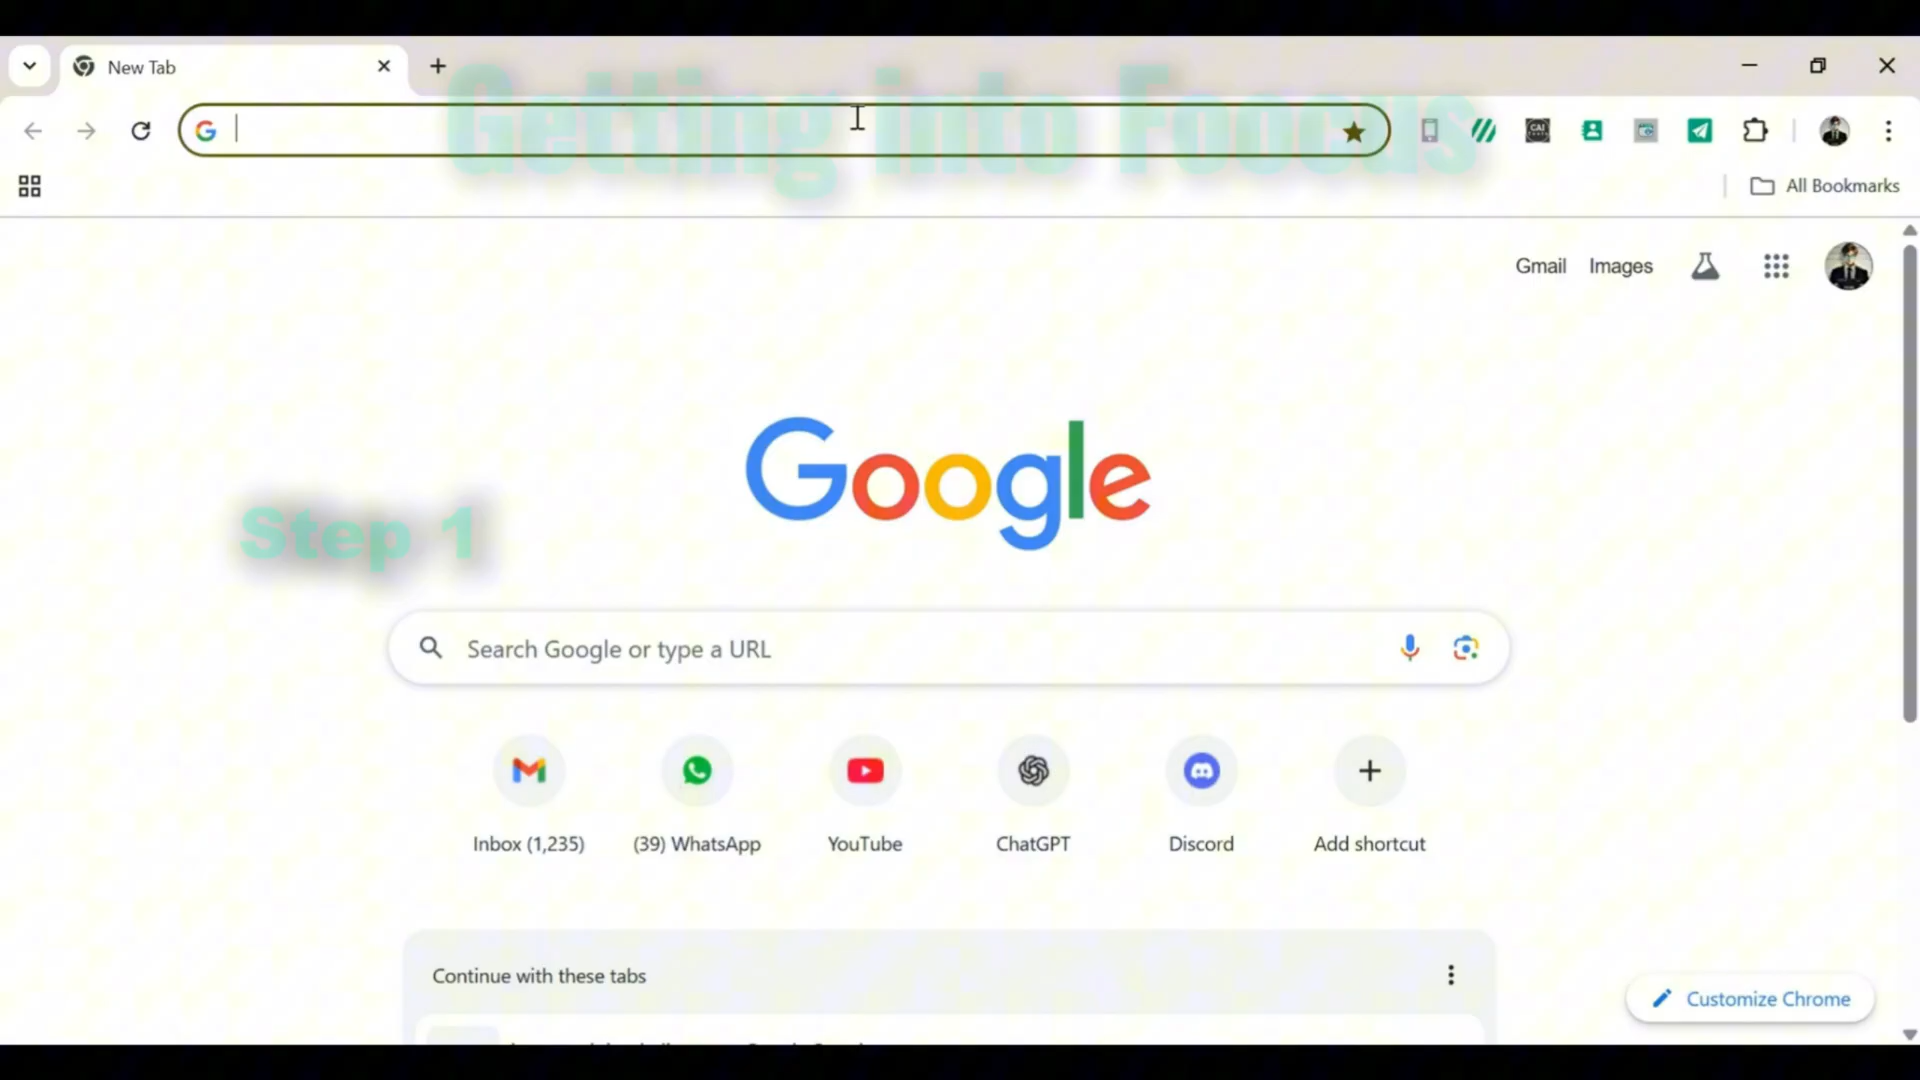 New Tab
Getting into Foocus
All Bookmarks
Gmail Images
Google
Step 1
Search Google or type a URL
Inbox (1,235) (39) WhatsApp YouTube ChatGPT Discord Add shortcut
Continue with these tabs
Customize Chrome